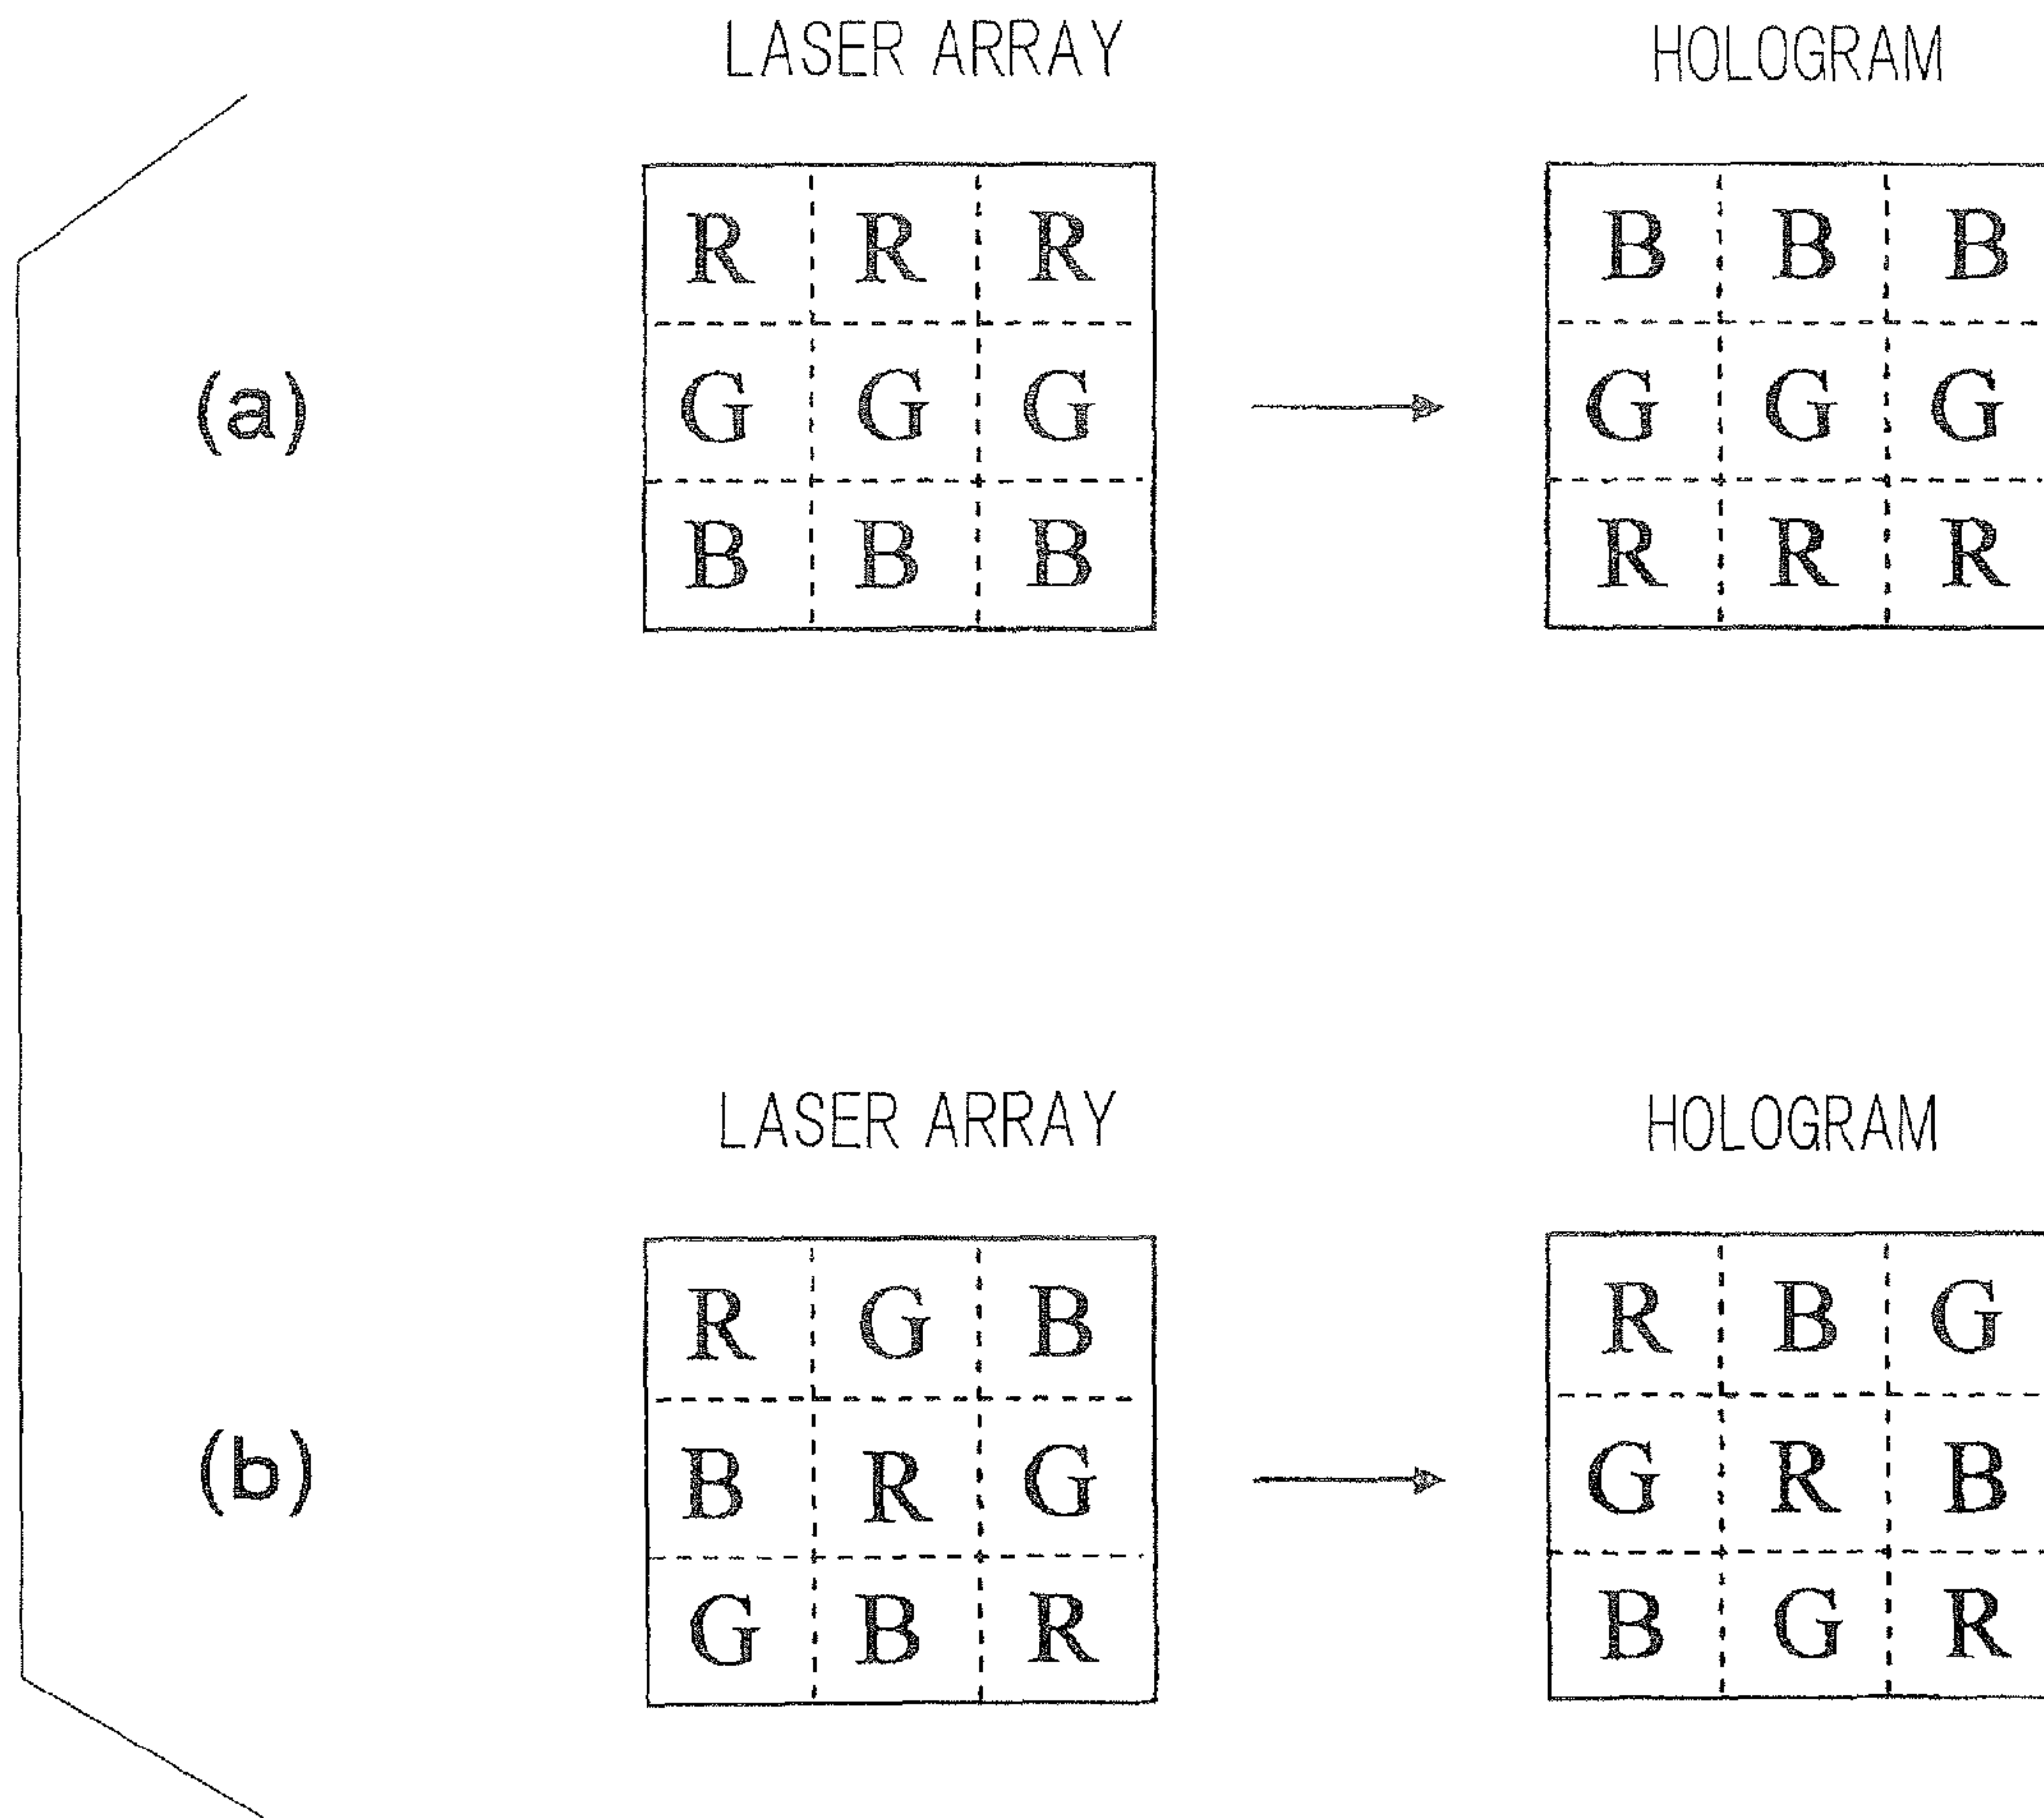 LASER ARRAY HOLOGRAM
R R R B B B
(a) G G G G G G
B B B R R R
LASER ARRAY HOLOGRAM
R G B R B G
(b) B R G G R B
G B R B G R